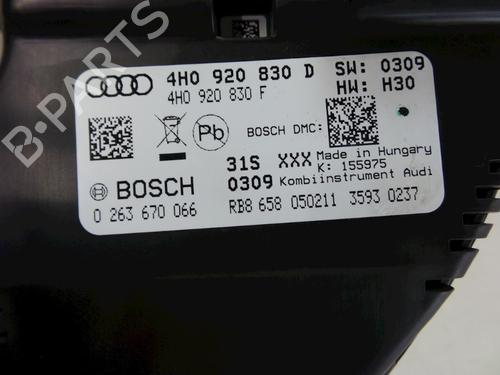 B-PARTS
4H0 920 830 D SW: 0309
4H0 920 830 F HW: H30
Pb BOSCH DMC:
31S XXX Made in Hungary
K: 155975
BOSCH 0309 Kombiinstrument Audi
0 263 670 066 RB8 658 050211 3593 0237